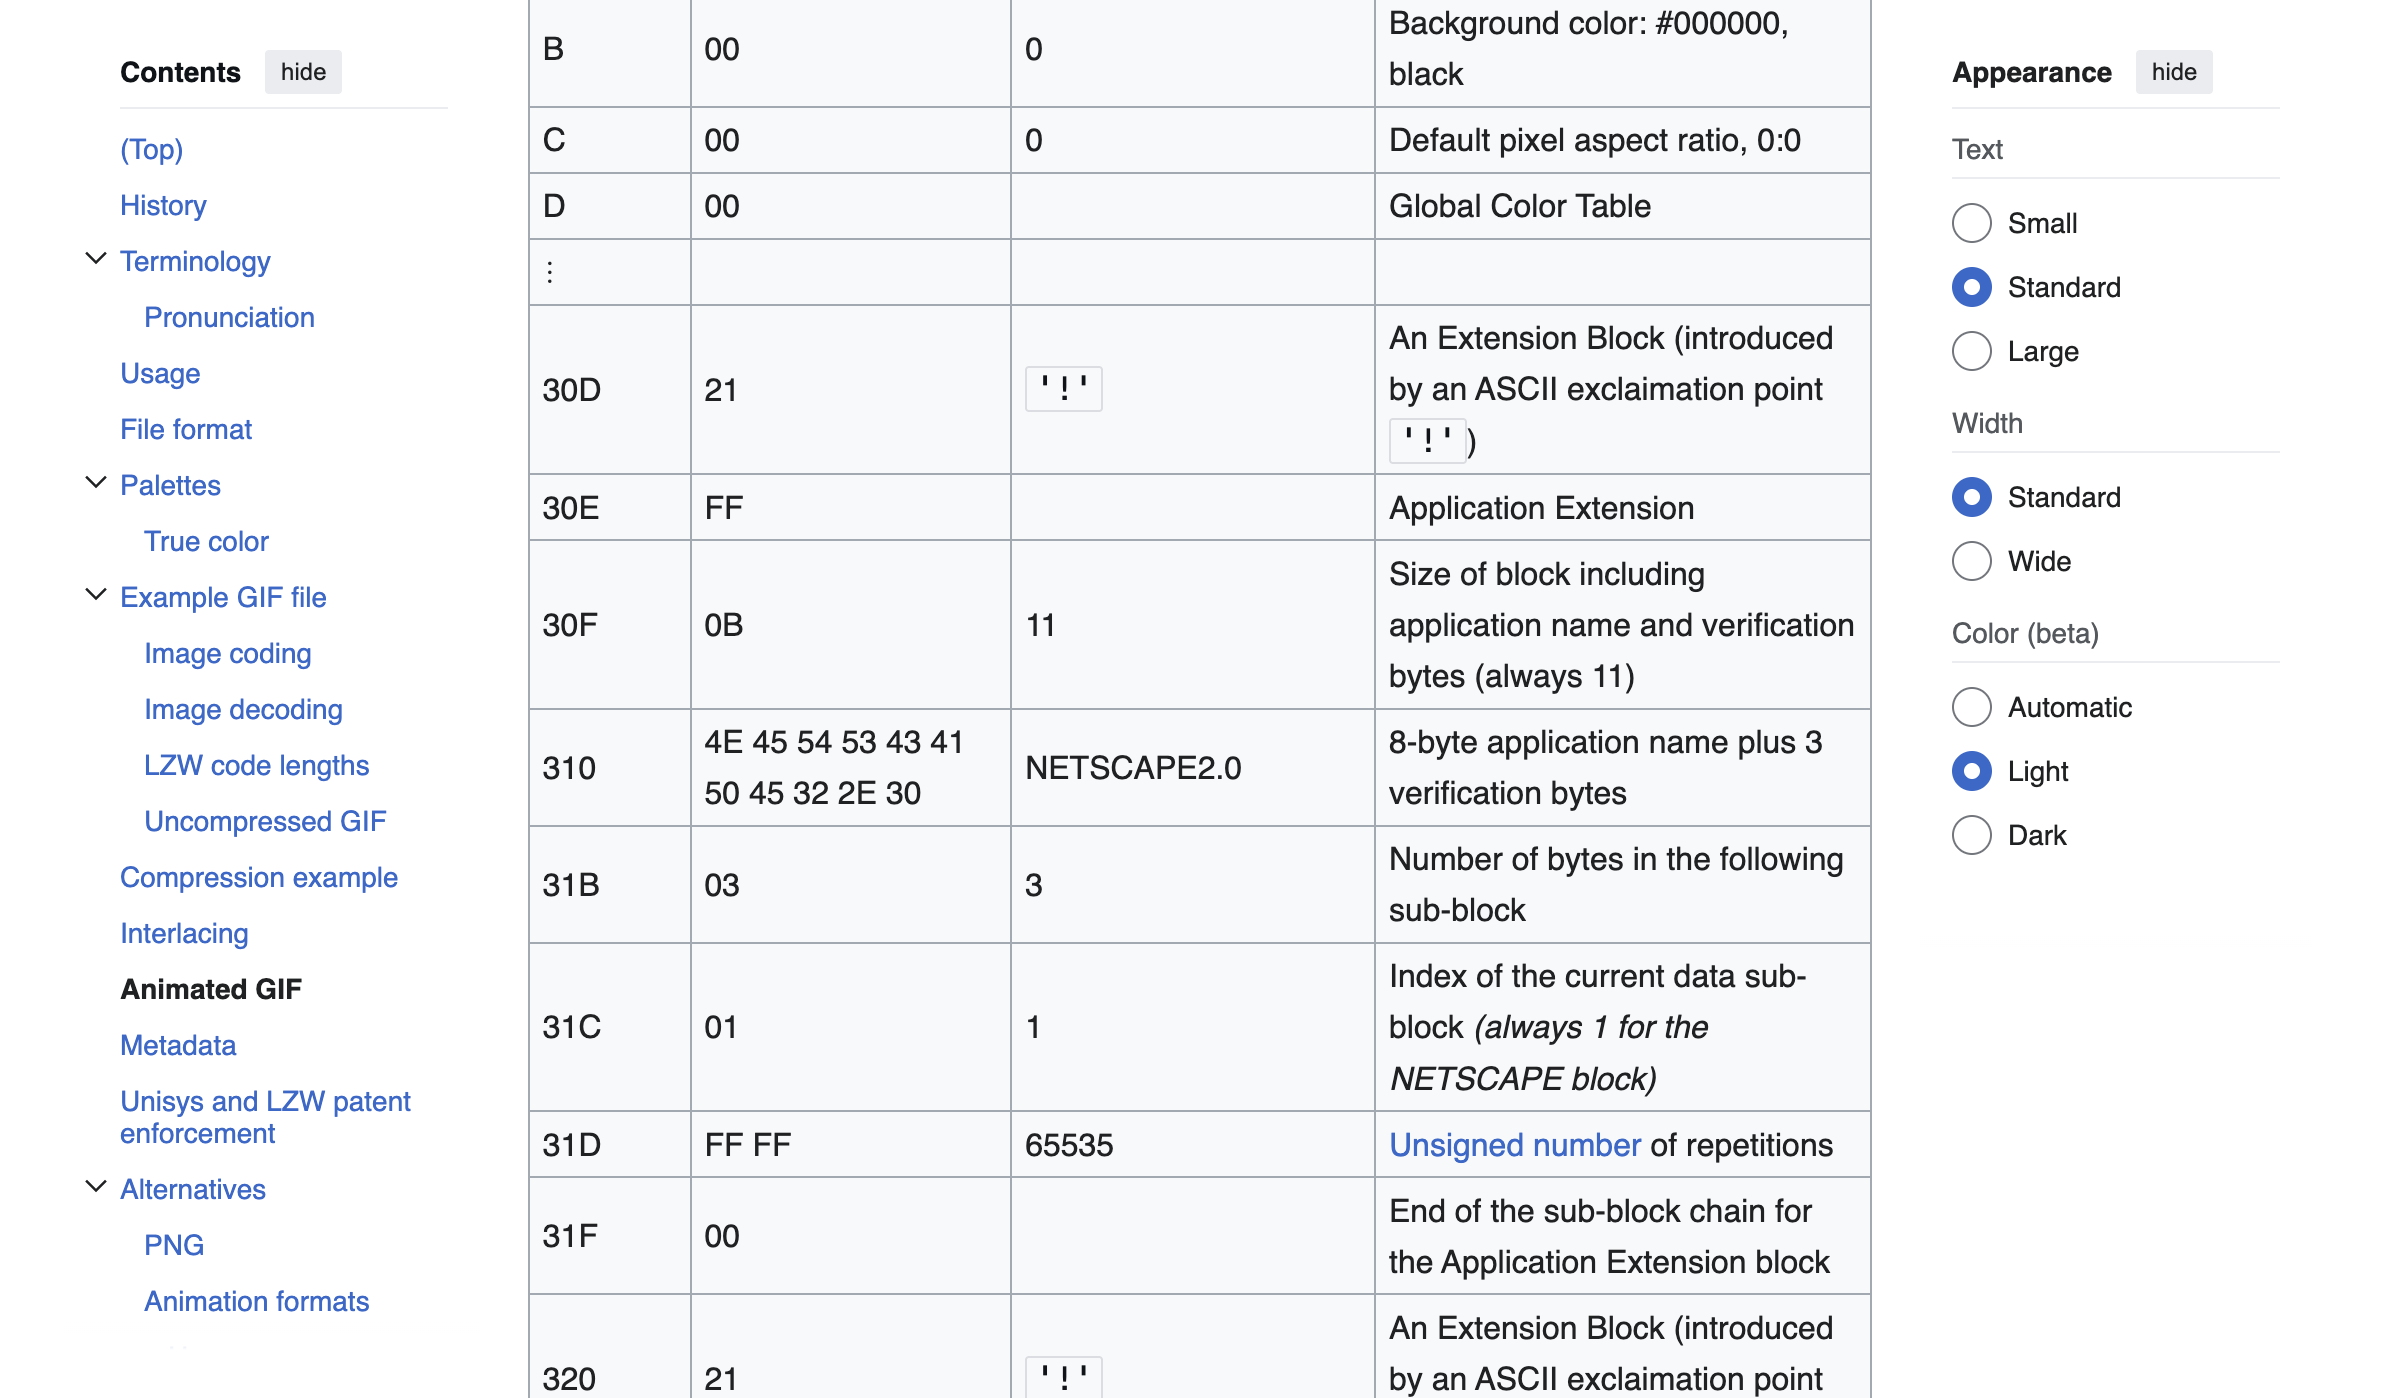 Contents
hide
(Top)
History
Terminology
Pronunciation
Usage
File format
Palettes
True color
Example GIF file
Image coding
Image decoding
LZW code lengths
Uncompressed GIF
Compression example
Interlacing
Animated GIF
Metadata
Unisys and LZW patent
enforcement
Alternatives
PNG
Animation formats
B 00 0 Background color: #000000,
black
C 00 0 Default pixel aspect ratio, 0:0
D 00 Global Color Table
⋮
30D 21 '!' An Extension Block (introduced
by an ASCII exclaimation point
'!')
30E FF Application Extension
30F 0B 11 Size of block including
application name and verification
bytes (always 11)
310 4E 45 54 53 43 41
50 45 32 2E 30 NETSCAPE2.0 8-byte application name plus 3
verification bytes
31B 03 3 Number of bytes in the following
sub-block
31C 01 1 Index of the current data sub-
block (always 1 for the
NETSCAPE block)
31D FF FF 65535 Unsigned number of repetitions
31F 00 End of the sub-block chain for
the Application Extension block
320 21 '!' An Extension Block (introduced
by an ASCII exclaimation point
Appearance
hide
Text
Small
Standard
Large
Width
Standard
Wide
Color (beta)
Automatic
Light
Dark